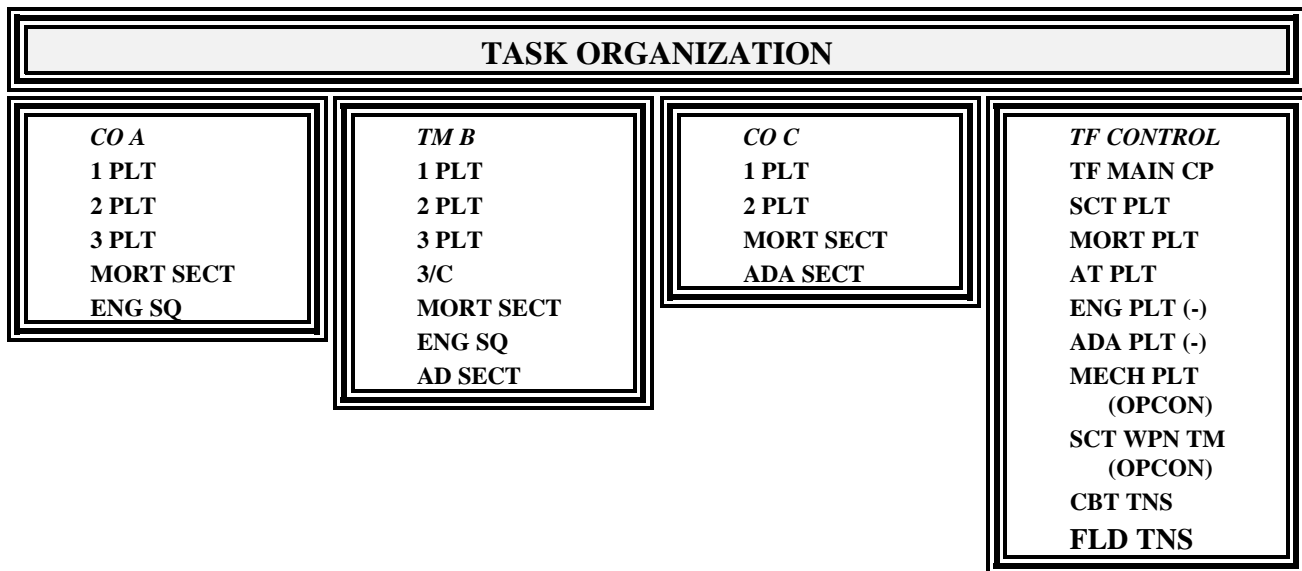 TASK ORGANIZATION
CO A
1 PLT
2 PLT
3 PLT
MORT SECT
ENG SQ
TM B
1 PLT
2 PLT
3 PLT
3/C
MORT SECT
ENG SQ
AD SECT
CO C
1 PLT
2 PLT
MORT SECT
ADA SECT
TF CONTROL
TF MAIN CP
SCT PLT
MORT PLT
AT PLT
ENG PLT (-)
ADA PLT (-)
MECH PLT
(OPCON)
SCT WPN TM
(OPCON)
CBT TNS
FLD TNS